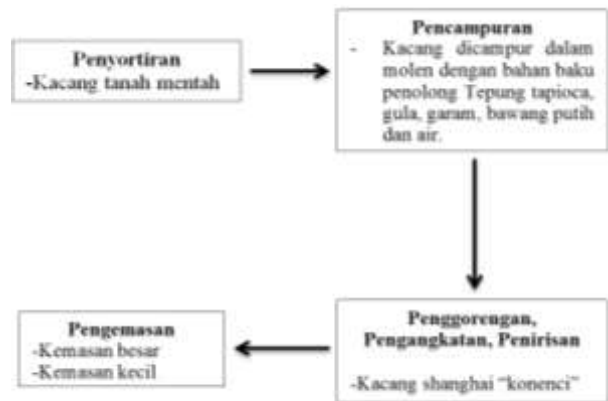 Penyortiran
-Kacang tanah mentah
Pencampuran
- Kacang dicampur dalam
molen dengan bahan baku
penolong Tepung tapioca,
gula, garam, bawang putih
dan air.
Penggorengan,
Pengangkatan, Penirisan
-Kacang shanghai “konenci”
Pengemasan
-Kemasan besar
-Kemasan kecil